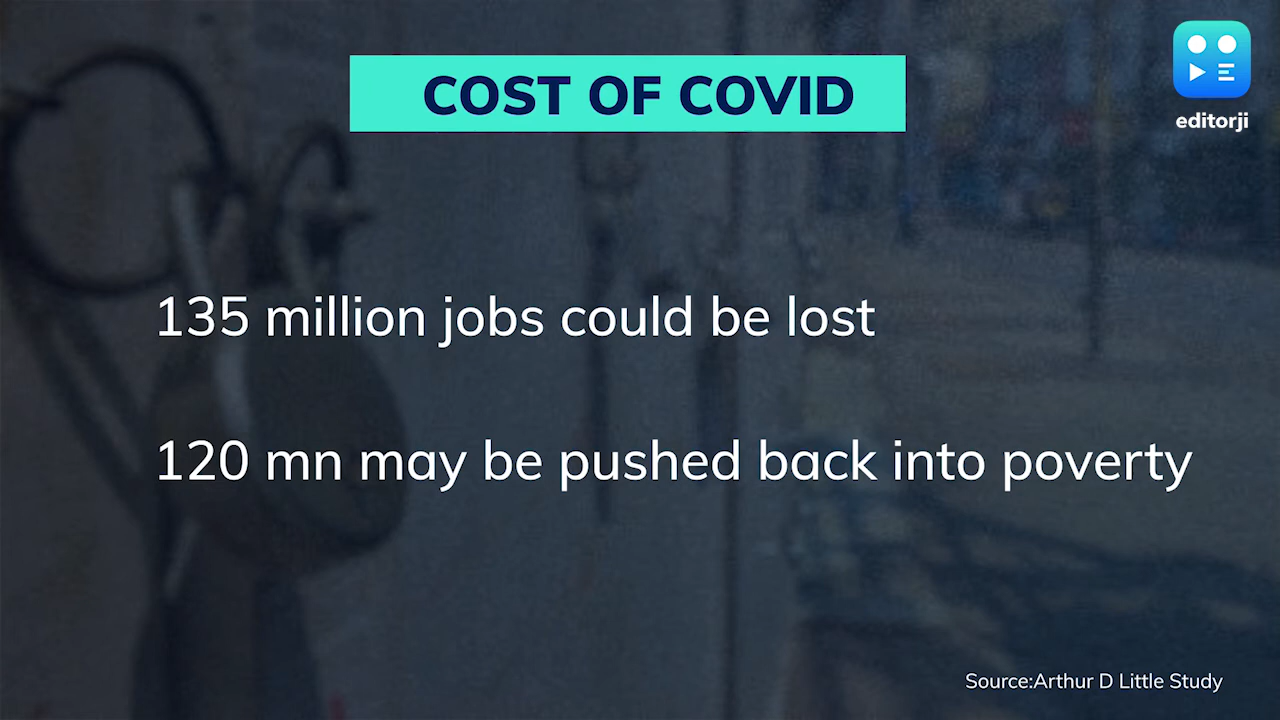 COST OF COVID
editorji
135 million jobs could be lost
120 mn may be pushed back into poverty
Source:Arthur D Little Study